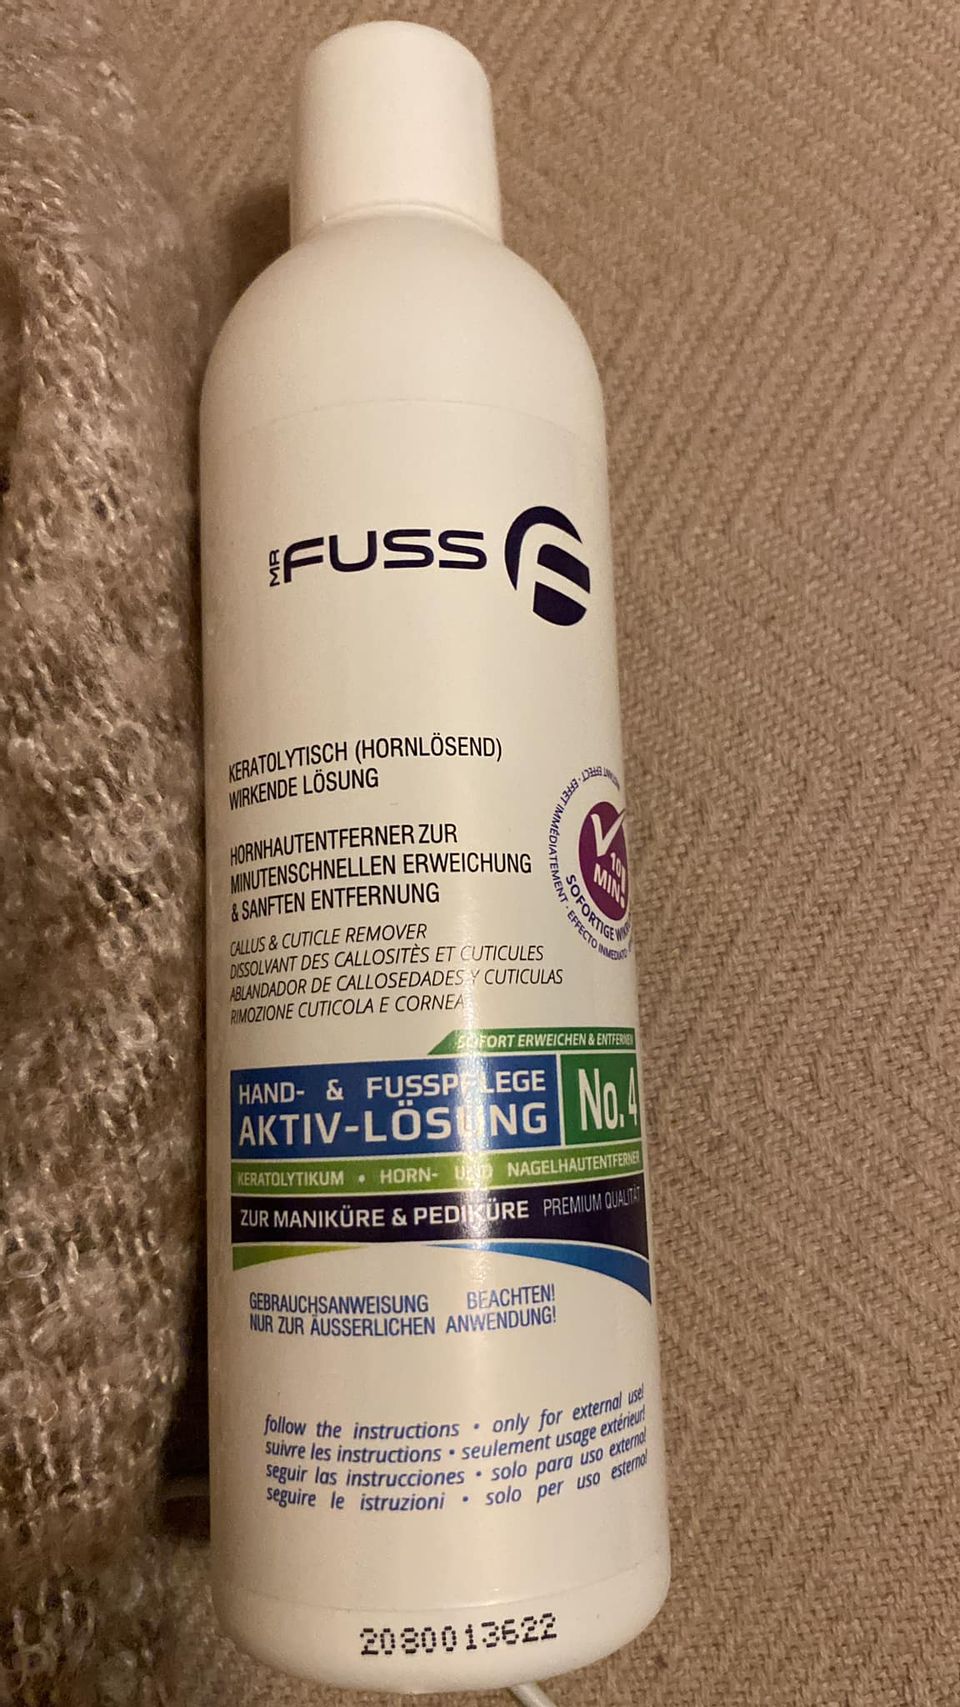 MR FUSS
KERATOLYTISCH (HORNLÖSEND)
WIRKENDE LÖSUNG
HORNHAUTENTFERNER ZUR
MINUTENSCHNELLEN ERWEICHUNG
& SANFTEN ENTFERNUNG
CALLUS & CUTICLE REMOVER
DISSOLVANT DES CALLOSITÈS ET CUTICULES
ABLANDADOR DE CALLOSEDADES Y CUTICULAS
RIMOZIONE CUTICOLA E CORNEA
EFFET IMMÉDIATEMENT · EFFECTO INMEDIATO
SOFORTIGE
10
MIN.
SOFORT ERWEICHEN & ENTFERNEN
HAND- & FUSSPFLEGE
AKTIV-LÖSUNG
No. 4
KERATOLYTIKUM • HORN- UND NAGELHAUTENTFERNER
ZUR MANIKÜRE & PEDIKÜRE PREMIUM QUALITÄT
GEBRAUCHSANWEISUNG BEACHTEN!
NUR ZUR ÄUSSERLICHEN ANWENDUNG!
follow the instructions • only for external use!
suivre les instructions • seulement usage extérieur!
seguir las instrucciones • solo para uso externo!
seguire le istruzioni • solo per uso esterno!
2080013622